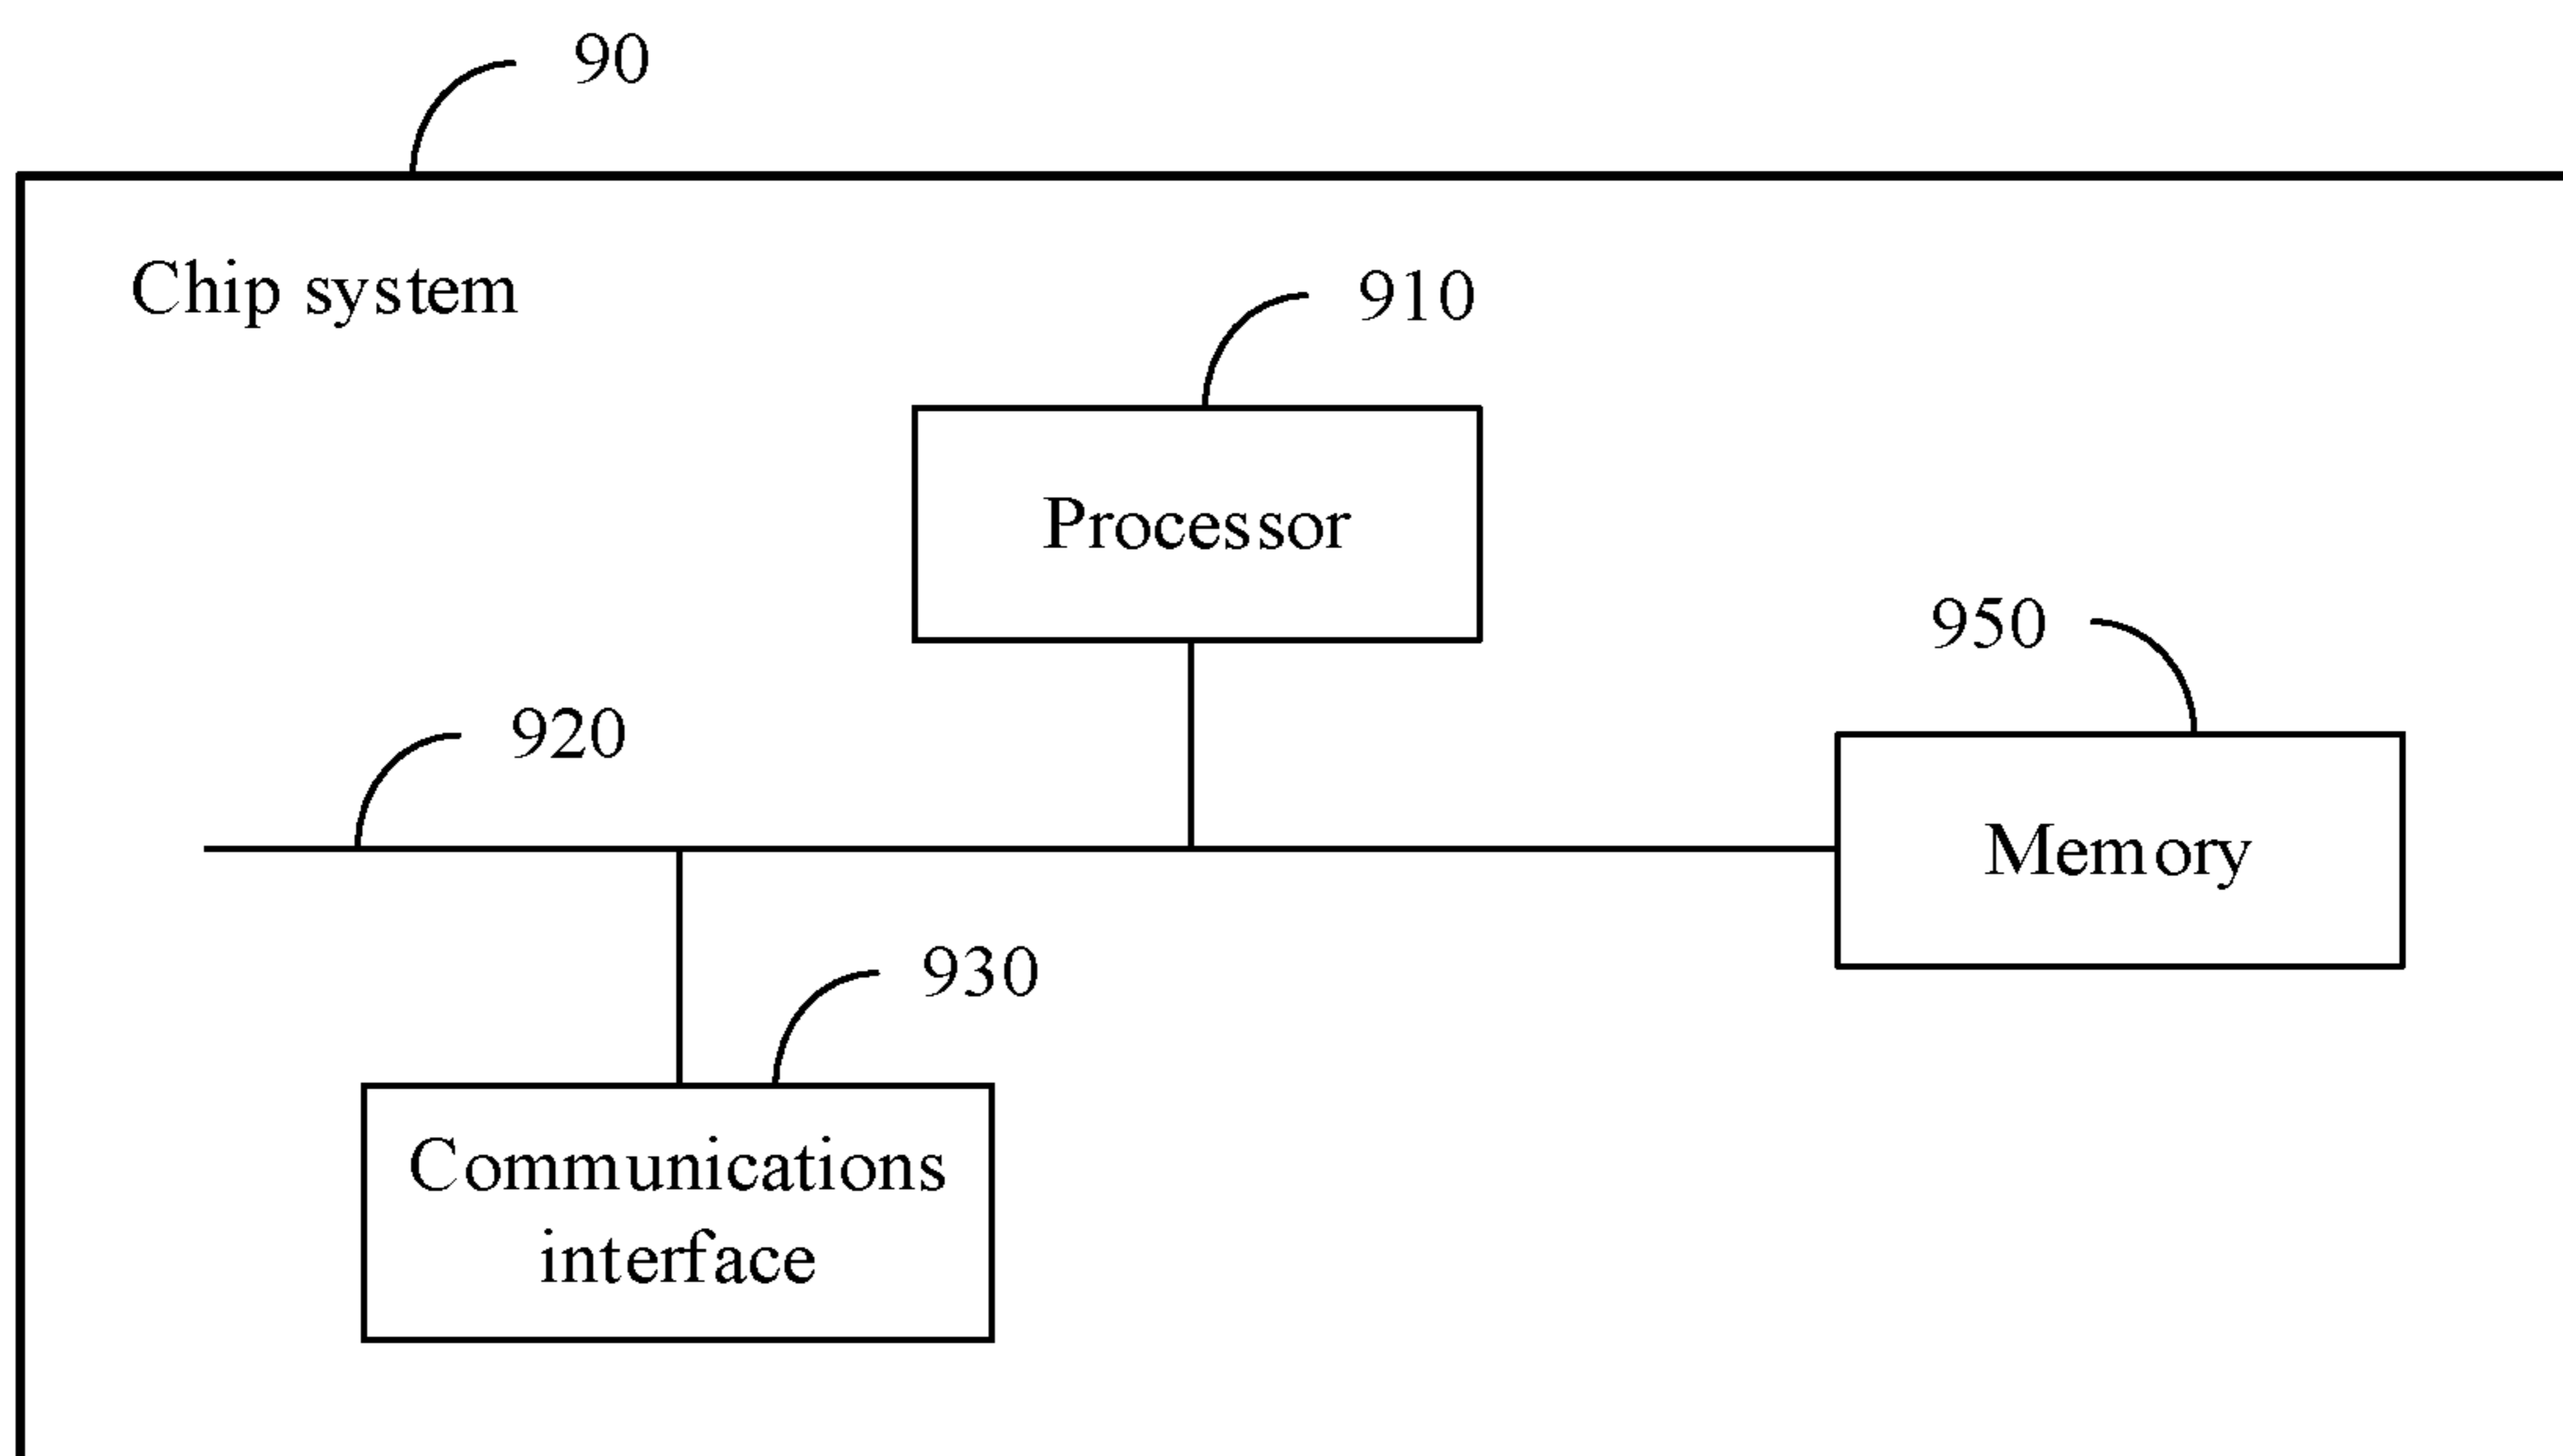 90
Chip system
910
Processor
950
920
Memory
930
Communications
interface